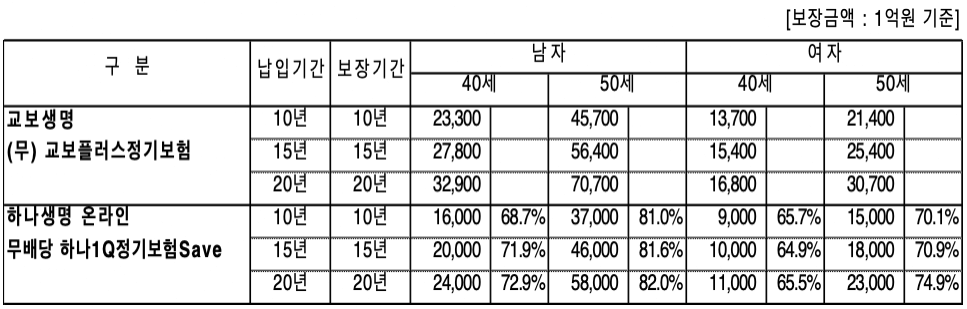 [보장금액 : 1억원 기준]
구 분 납입기간 보장기간 남자 여자
40세 50세 40세 50세
교보생명 10년 10년 23,300 45,700 13,700 21,400
(무) 교보플러스정기보험 15년 15년 27,800 56,400 15,400 25,400
20년 20년 32,900 70,700 16,800 30,700
하나생명 온라인 10년 10년 16,000 68.7% 37,000 81.0% 9,000 65.7% 15,000 70.1%
무배당 하나1Q정기보험Save 15년 15년 20,000 71.9% 46,000 81.6% 10,000 64.9% 18,000 70.9%
20년 20년 24,000 72.9% 58,000 82.0% 11,000 65.5% 23,000 74.9%